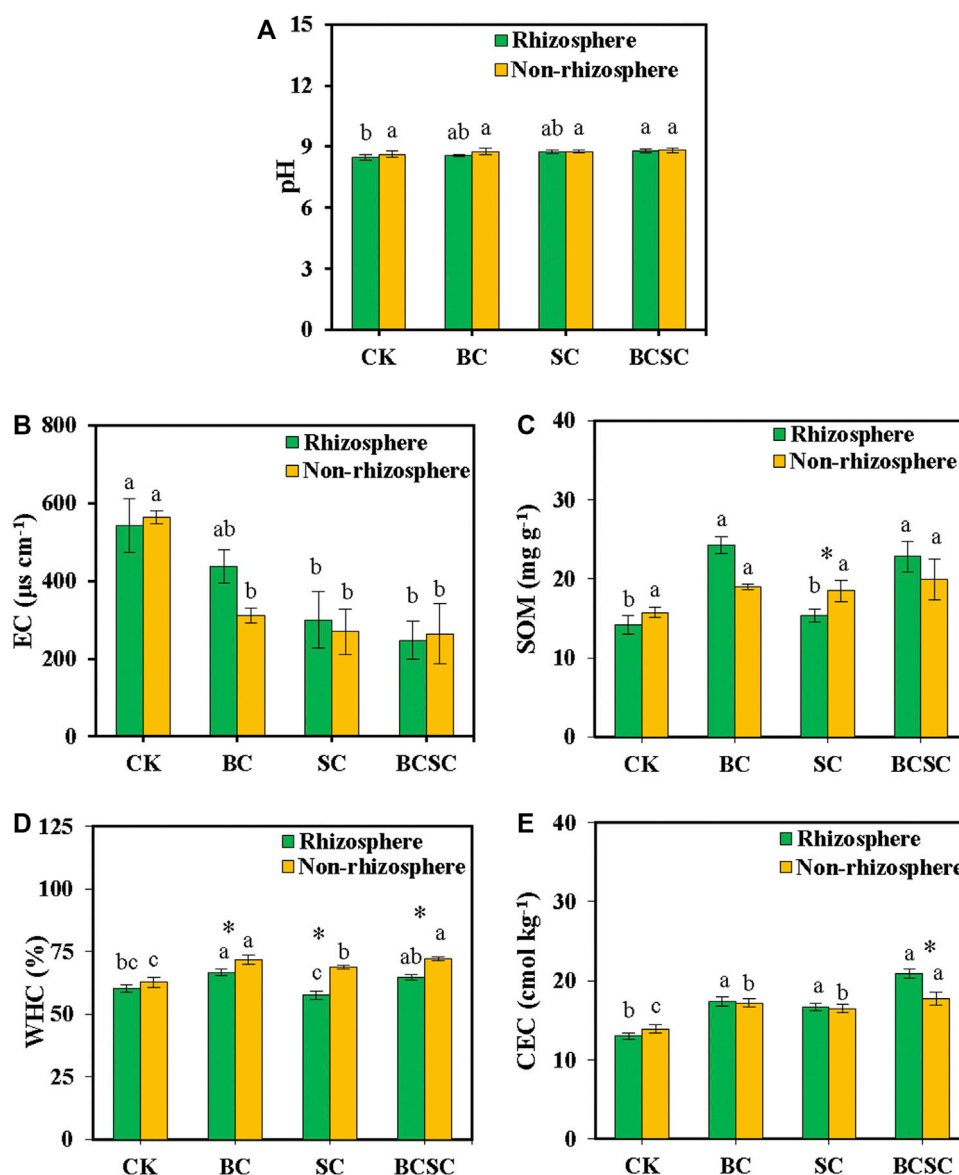 A
Rhizosphere
Non-rhizosphere
15
12
9
6
3
0
pH
b a ab a ab a a a
CK BC SC BCSC
B
Rhizosphere
Non-rhizosphere
800
600
400
200
0
EC (µs cm⁻¹)
a a ab b b b b b
CK BC SC BCSC
C
Rhizosphere
Non-rhizosphere
40
30
20
10
0
SOM (mg g⁻¹)
*
b a a a b a a a
CK BC SC BCSC
D
Rhizosphere
Non-rhizosphere
125
100
75
50
25
0
WHC (%)
* * *
bc c a a c b ab a
CK BC SC BCSC
E
Rhizosphere
Non-rhizosphere
40
30
20
10
0
CEC (cmol kg⁻¹)
*
b c a b a b a a
CK BC SC BCSC